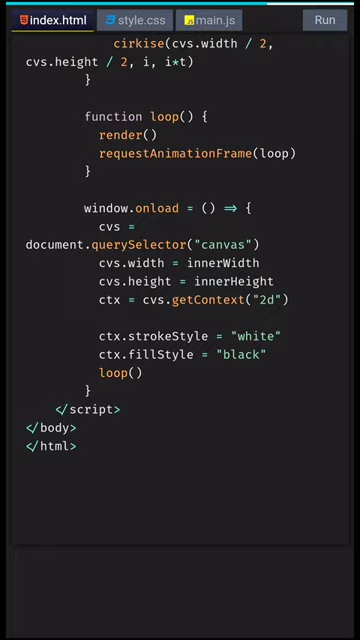 index.html style.css main.js Run
cirkise(cvs.width / 2,
cvs.height / 2, i, i*t)
}
function loop() {
render()
requestAnimationFrame(loop)
}
window.onload = () => {
cvs =
document.querySelector("canvas")
cvs.width = innerWidth
cvs.height = innerHeight
ctx = cvs.getContext("2d")
ctx.strokeStyle = "white"
ctx.fillStyle = "black"
loop()
}
</script>
</body>
</html>